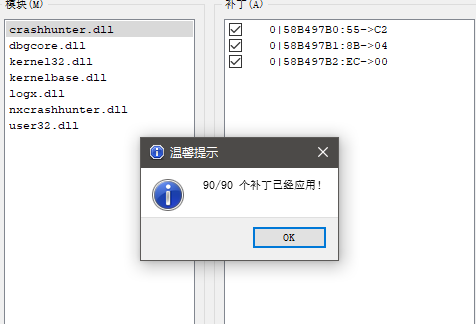 模块(M)
补丁(A)
crashhunter.dll
dbgcore.dll
kernel32.dll
kernelbase.dll
logx.dll
nxcrashhunter.dll
user32.dll
0|58B497B0:55->C2
0|58B497B1:8B->04
0|58B497B2:EC->00
温馨提示
90/90 个补丁已经应用!
OK